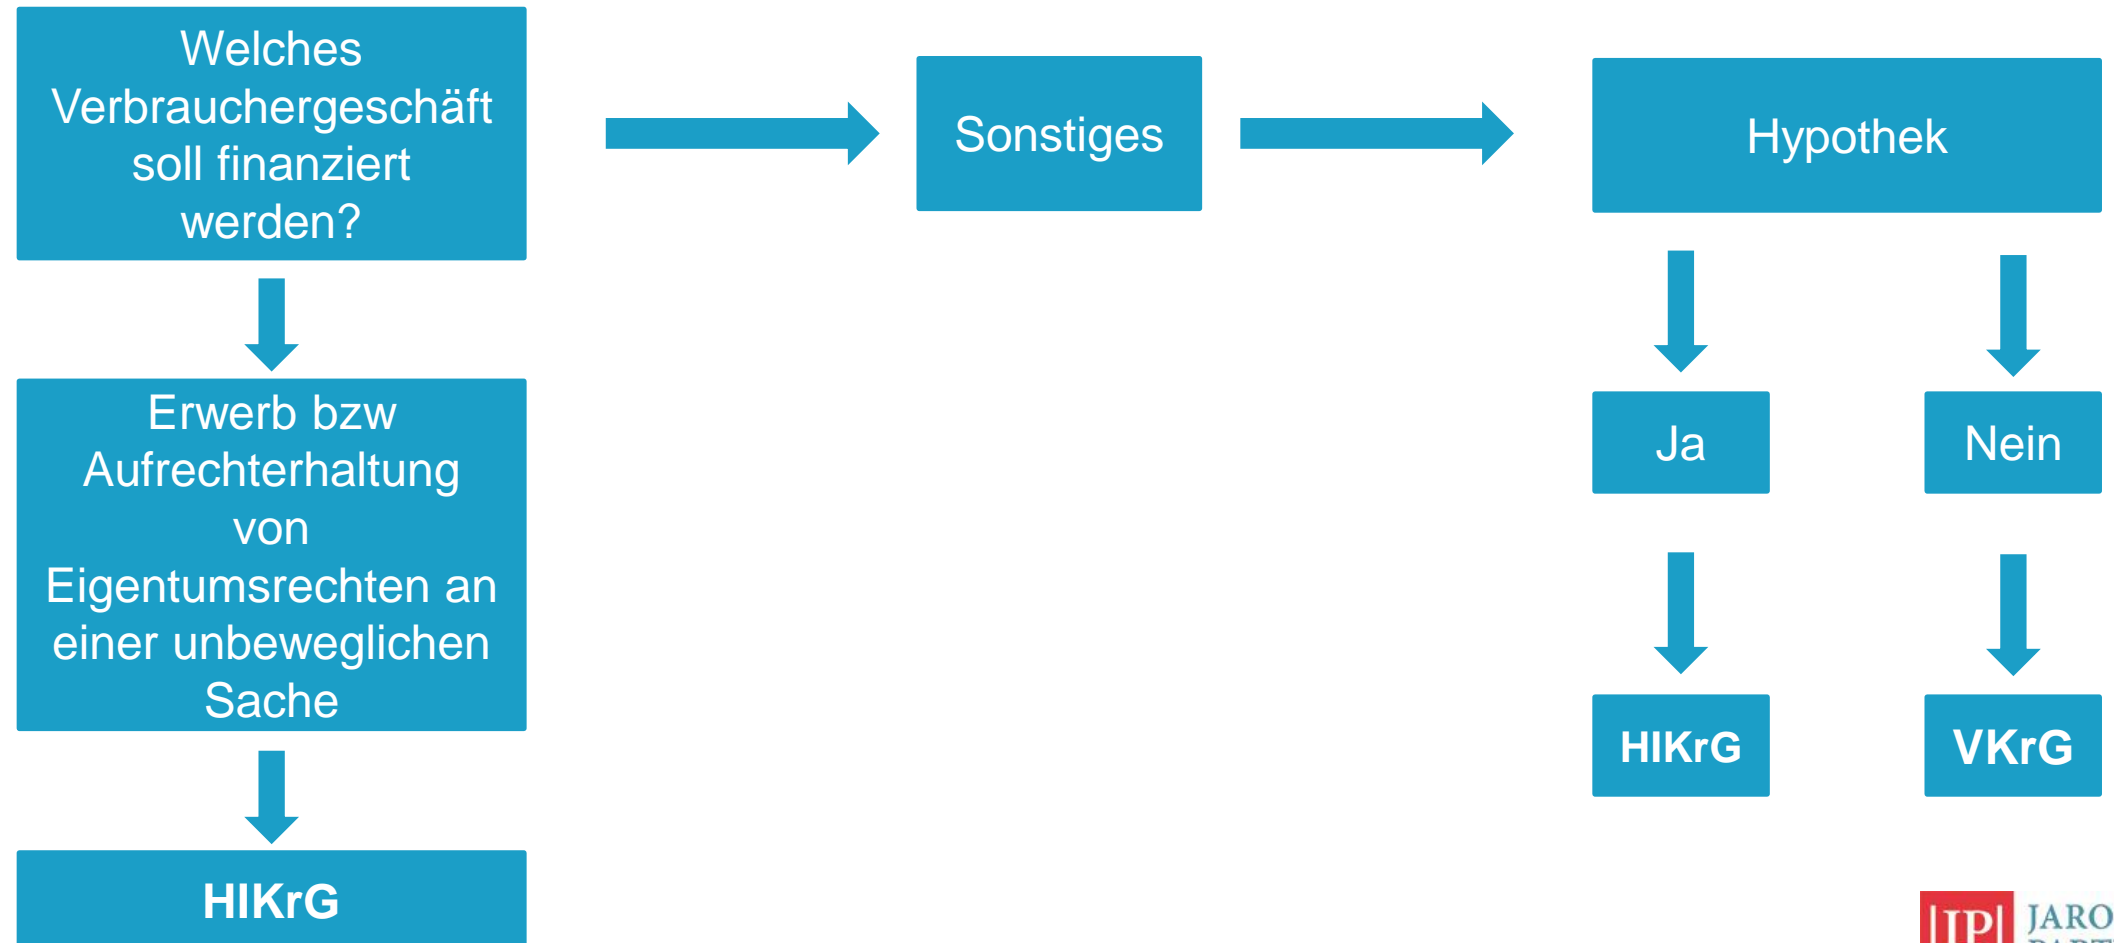 Welches
Verbrauchergeschäft
soll finanziert
werden?
Sonstiges
Hypothek
Erwerb bzw
Aufrechterhaltung
von
Eigentumsrechten an
einer unbeweglichen
Sache
Ja
Nein
HIKrG
VKrG
HIKrG
JARO